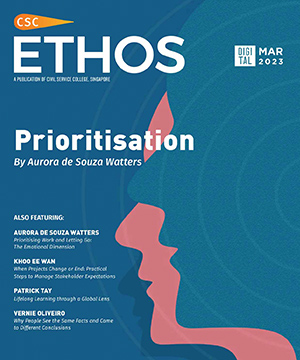 CSC
ETHOS
A PUBLICATION OF CIVIL SERVICE COLLEGE, SINGAPORE
DIGI
TAL
MAR
2023
Prioritisation
By Aurora de Souza Watters
ALSO FEATURING:
AURORA DE SOUZA WATTERS
Prioritising Work and Letting Go:
The Emotional Dimension
KHOO EE WAN
When Projects Change or End: Practical
Steps to Manage Stakeholder Expectations
PATRICK TAY
Lifelong Learning through a Global Lens
VERNIE OLIVEIRO
Why People See the Same Facts and Come
to Different Conclusions